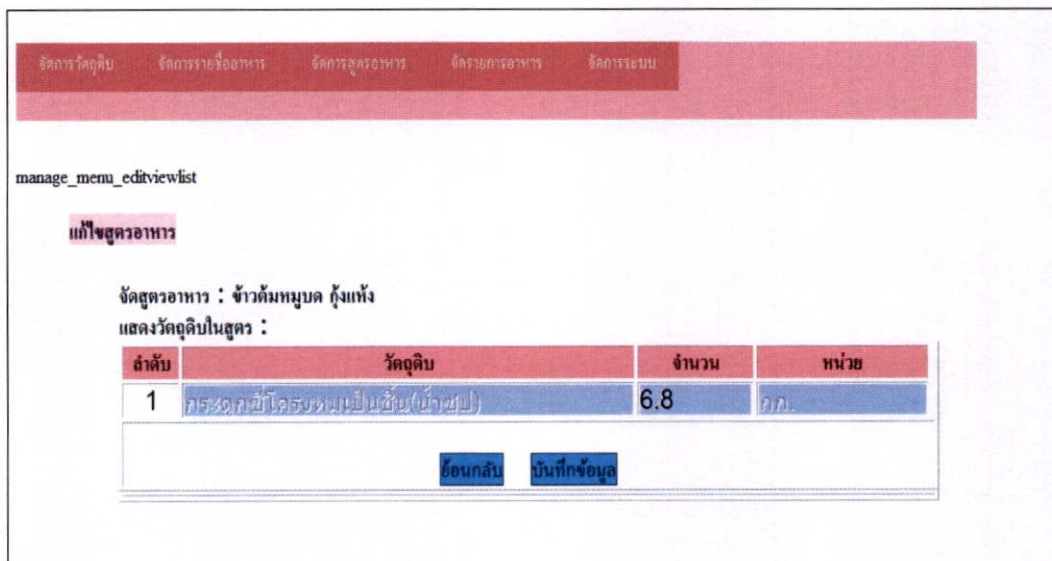 จัดการวัตถุดิบ จัดการรายชื่ออาหาร จัดการสูตรอาหาร จัดรายการอาหาร จัดการระบบ
manage_menu_editviewlist
แก้ไขสูตรอาหาร
จัดสูตรอาหาร : ข้าวต้มหมูบด กุ้งแห้ง
แสดงวัตถุดิบในสูตร :
ลำดับ วัตถุดิบ จำนวน หน่วย
1 กระดูกซี่โครงหมูเป็นชิ้น(น้ำซุป) 6.8 กก.
ย้อนกลับ บันทึกข้อมูล